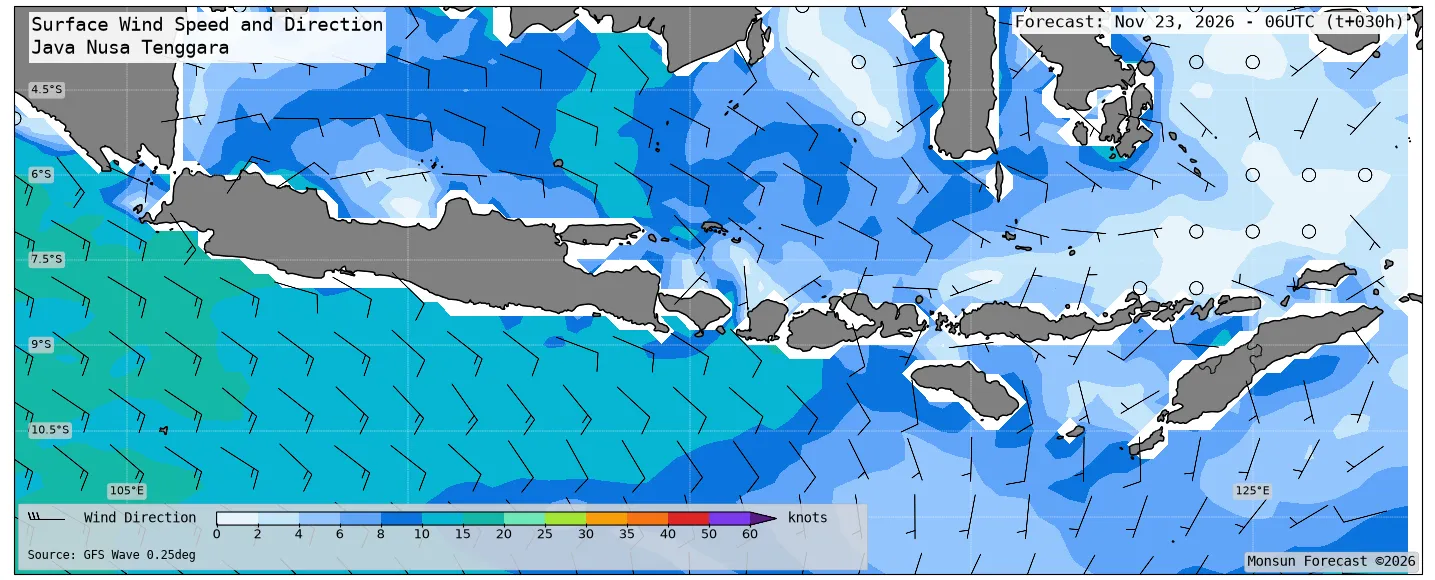 Surface Wind Speed and Direction
Java Nusa Tenggara
Forecast: Nov 23, 2026 - 06UTC (t+030h)
4.5°S
6°S
7.5°S
9°S
10.5°S
105°E
125°E
Wind Direction
0 2 4 6 8 10 15 20 25 30 35 40 50 60
knots
Source: GFS Wave 0.25deg
Monsun Forecast ©2026